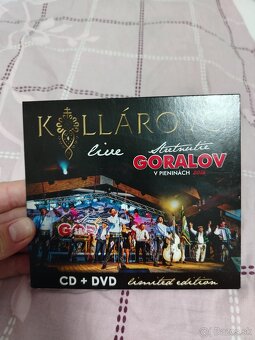 KOLLÁROVCI
live
Stretnutie
GORALOV
V PIENINÁCH
CD + DVD
limited edition